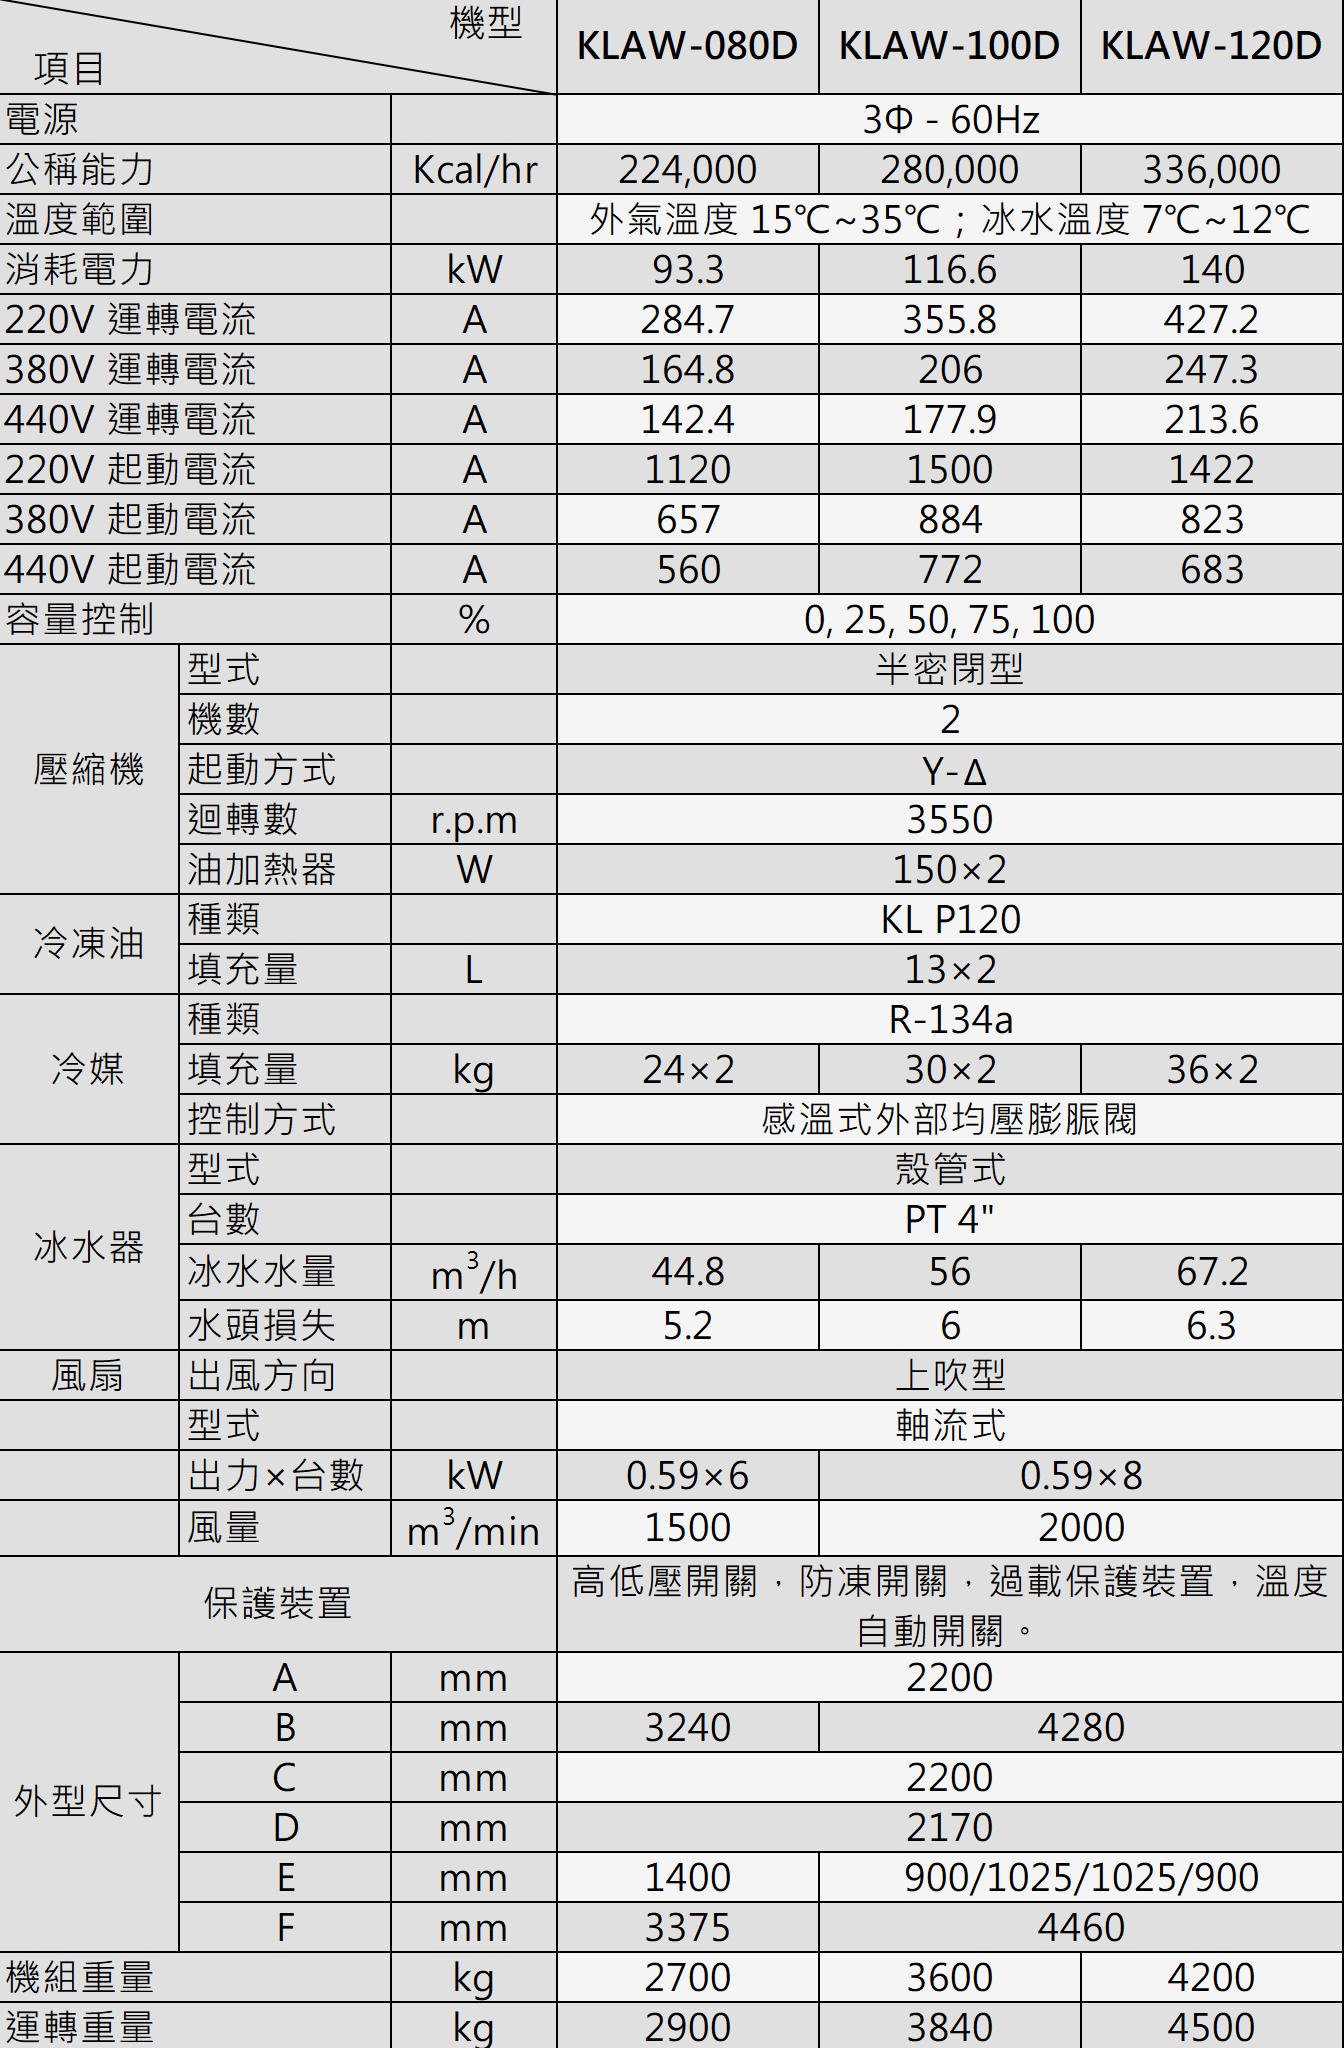 機型
項目
KLAW-080D KLAW-100D KLAW-120D
電源 3Φ - 60Hz
公稱能力 Kcal/hr 224,000 280,000 336,000
溫度範圍 外氣溫度 15℃~35℃；冰水溫度 7℃~12℃
消耗電力 kW 93.3 116.6 140
220V 運轉電流 A 284.7 355.8 427.2
380V 運轉電流 A 164.8 206 247.3
440V 運轉電流 A 142.4 177.9 213.6
220V 起動電流 A 1120 1500 1422
380V 起動電流 A 657 884 823
440V 起動電流 A 560 772 683
容量控制 % 0, 25, 50, 75, 100
壓縮機
型式 半密閉型
機數 2
起動方式 Y-Δ
迴轉數 r.p.m 3550
油加熱器 W 150×2
冷凍油
種類 KL P120
填充量 L 13×2
冷媒
種類 R-134a
填充量 kg 24×2 30×2 36×2
控制方式 感溫式外部均壓膨脹閥
冰水器
型式 殼管式
台數 PT 4"
冰水水量 m³/h 44.8 56 67.2
水頭損失 m 5.2 6 6.3
風扇 出風方向 上吹型
型式 軸流式
出力×台數 kW 0.59×6 0.59×8
風量 m³/min 1500 2000
保護裝置
高低壓開關，防凍開關，過載保護裝置，溫度
自動開關。
外型尺寸
A mm 2200
B mm 3240 4280
C mm 2200
D mm 2170
E mm 1400 900/1025/1025/900
F mm 3375 4460
機組重量 kg 2700 3600 4200
運轉重量 kg 2900 3840 4500